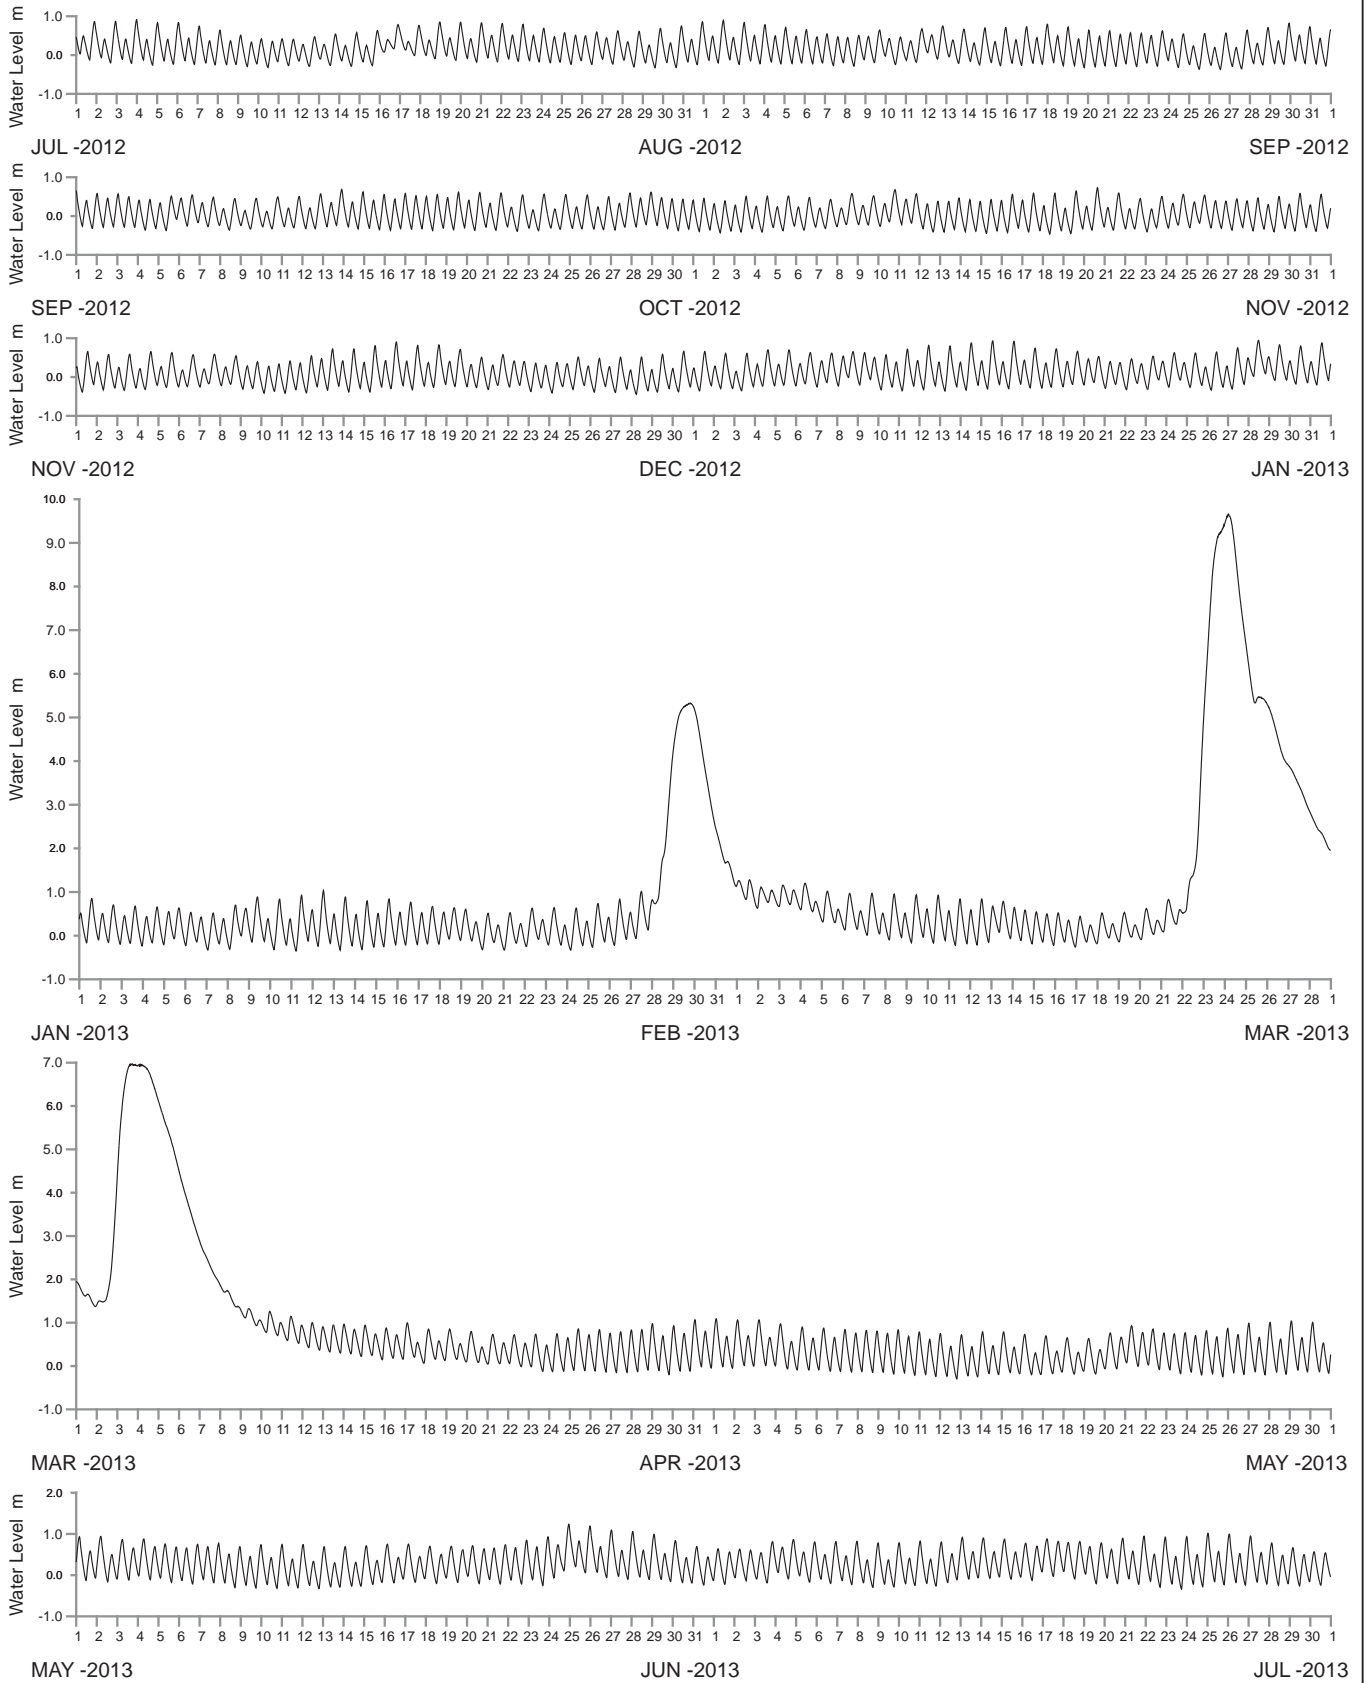 Water Level m
1.0
0.0
-1.0
1 2 3 4 5 6 7 8 9 10 11 12 13 14 15 16 17 18 19 20 21 22 23 24 25 26 27 28 29 30 31 1 2 3 4 5 6 7 8 9 10 11 12 13 14 15 16 17 18 19 20 21 22 23 24 25 26 27 28 29 30 31 1
JUL -2012 AUG -2012 SEP -2012
Water Level m
1.0
0.0
-1.0
1 2 3 4 5 6 7 8 9 10 11 12 13 14 15 16 17 18 19 20 21 22 23 24 25 26 27 28 29 30 1 2 3 4 5 6 7 8 9 10 11 12 13 14 15 16 17 18 19 20 21 22 23 24 25 26 27 28 29 30 31 1
SEP -2012 OCT -2012 NOV -2012
Water Level m
1.0
0.0
-1.0
1 2 3 4 5 6 7 8 9 10 11 12 13 14 15 16 17 18 19 20 21 22 23 24 25 26 27 28 29 30 1 2 3 4 5 6 7 8 9 10 11 12 13 14 15 16 17 18 19 20 21 22 23 24 25 26 27 28 29 30 31 1
NOV -2012 DEC -2012 JAN -2013
Water Level m
10.0
9.0
8.0
7.0
6.0
5.0
4.0
3.0
2.0
1.0
0.0
-1.0
1 2 3 4 5 6 7 8 9 10 11 12 13 14 15 16 17 18 19 20 21 22 23 24 25 26 27 28 29 30 31 1 2 3 4 5 6 7 8 9 10 11 12 13 14 15 16 17 18 19 20 21 22 23 24 25 26 27 28 1
JAN -2013 FEB -2013 MAR -2013
Water Level m
7.0
6.0
5.0
4.0
3.0
2.0
1.0
0.0
-1.0
1 2 3 4 5 6 7 8 9 10 11 12 13 14 15 16 17 18 19 20 21 22 23 24 25 26 27 28 29 30 31 1 2 3 4 5 6 7 8 9 10 11 12 13 14 15 16 17 18 19 20 21 22 23 24 25 26 27 28 29 30 1
MAR -2013 APR -2013 MAY -2013
Water Level m
2.0
1.0
0.0
-1.0
1 2 3 4 5 6 7 8 9 10 11 12 13 14 15 16 17 18 19 20 21 22 23 24 25 26 27 28 29 30 31 1 2 3 4 5 6 7 8 9 10 11 12 13 14 15 16 17 18 19 20 21 22 23 24 25 26 27 28 29 30 1
MAY -2013 JUN -2013 JUL -2013